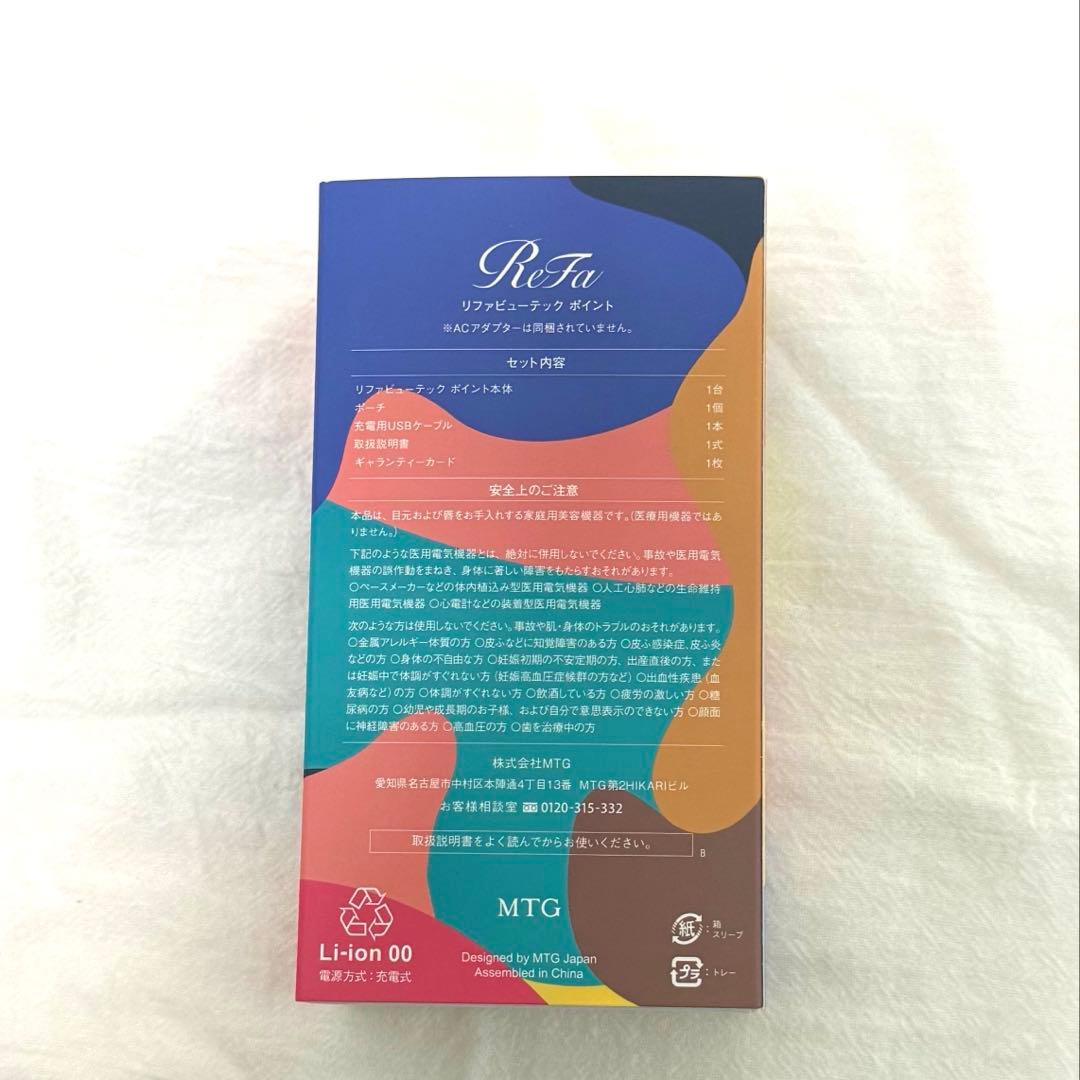 ReFa
リファビューテック ポイント
※ACアダプターは同梱されていません。
セット内容
リファビューテック ポイント本体 1台
ポーチ 1個
充電用USBケーブル 1本
取扱説明書 1式
ギャランティーカード 1枚
安全上のご注意
本品は、目元および唇をお手入れする家庭用美容機器です。(医療用機器ではあ
りません。)
下記のような医用電気機器とは、絶対に併用しないでください。事故や医用電気
機器の誤作動をまねき、身体に著しい障害をもたらすおそれがあります。
○ペースメーカーなどの体内植込み型医用電気機器 ○人工心肺などの生命維持
用医用電気機器 ○心電計などの装着型医用電気機器
次のような方は使用しないでください。事故や肌・身体のトラブルのおそれがあります。
○金属アレルギー体質の方 ○皮ふなどに知覚障害のある方 ○皮ふ感染症、皮ふ炎
などの方 ○身体の不自由な方 ○妊娠初期の不安定期の方、出産直後の方、また
は妊娠中で体調がすぐれない方(妊娠高血圧症候群の方など) ○出血性疾患(血
友病など)の方 ○体調がすぐれない方 ○飲酒している方 ○疲労の激しい方 ○糖
尿病の方 ○幼児や成長期のお子様、および自分で意思表示のできない方 ○顔面
に神経障害のある方 ○高血圧の方 ○歯を治療中の方
株式会社MTG
愛知県名古屋市中村区本陣通4丁目13番 MTG第2HIKARIビル
お客様相談室 0120-315-332
取扱説明書をよく読んでからお使いください。
B
MTG
Li-ion 00
電源方式:充電式
Designed by MTG Japan
Assembled in China
紙:箱
スリーブ
プラ:トレー